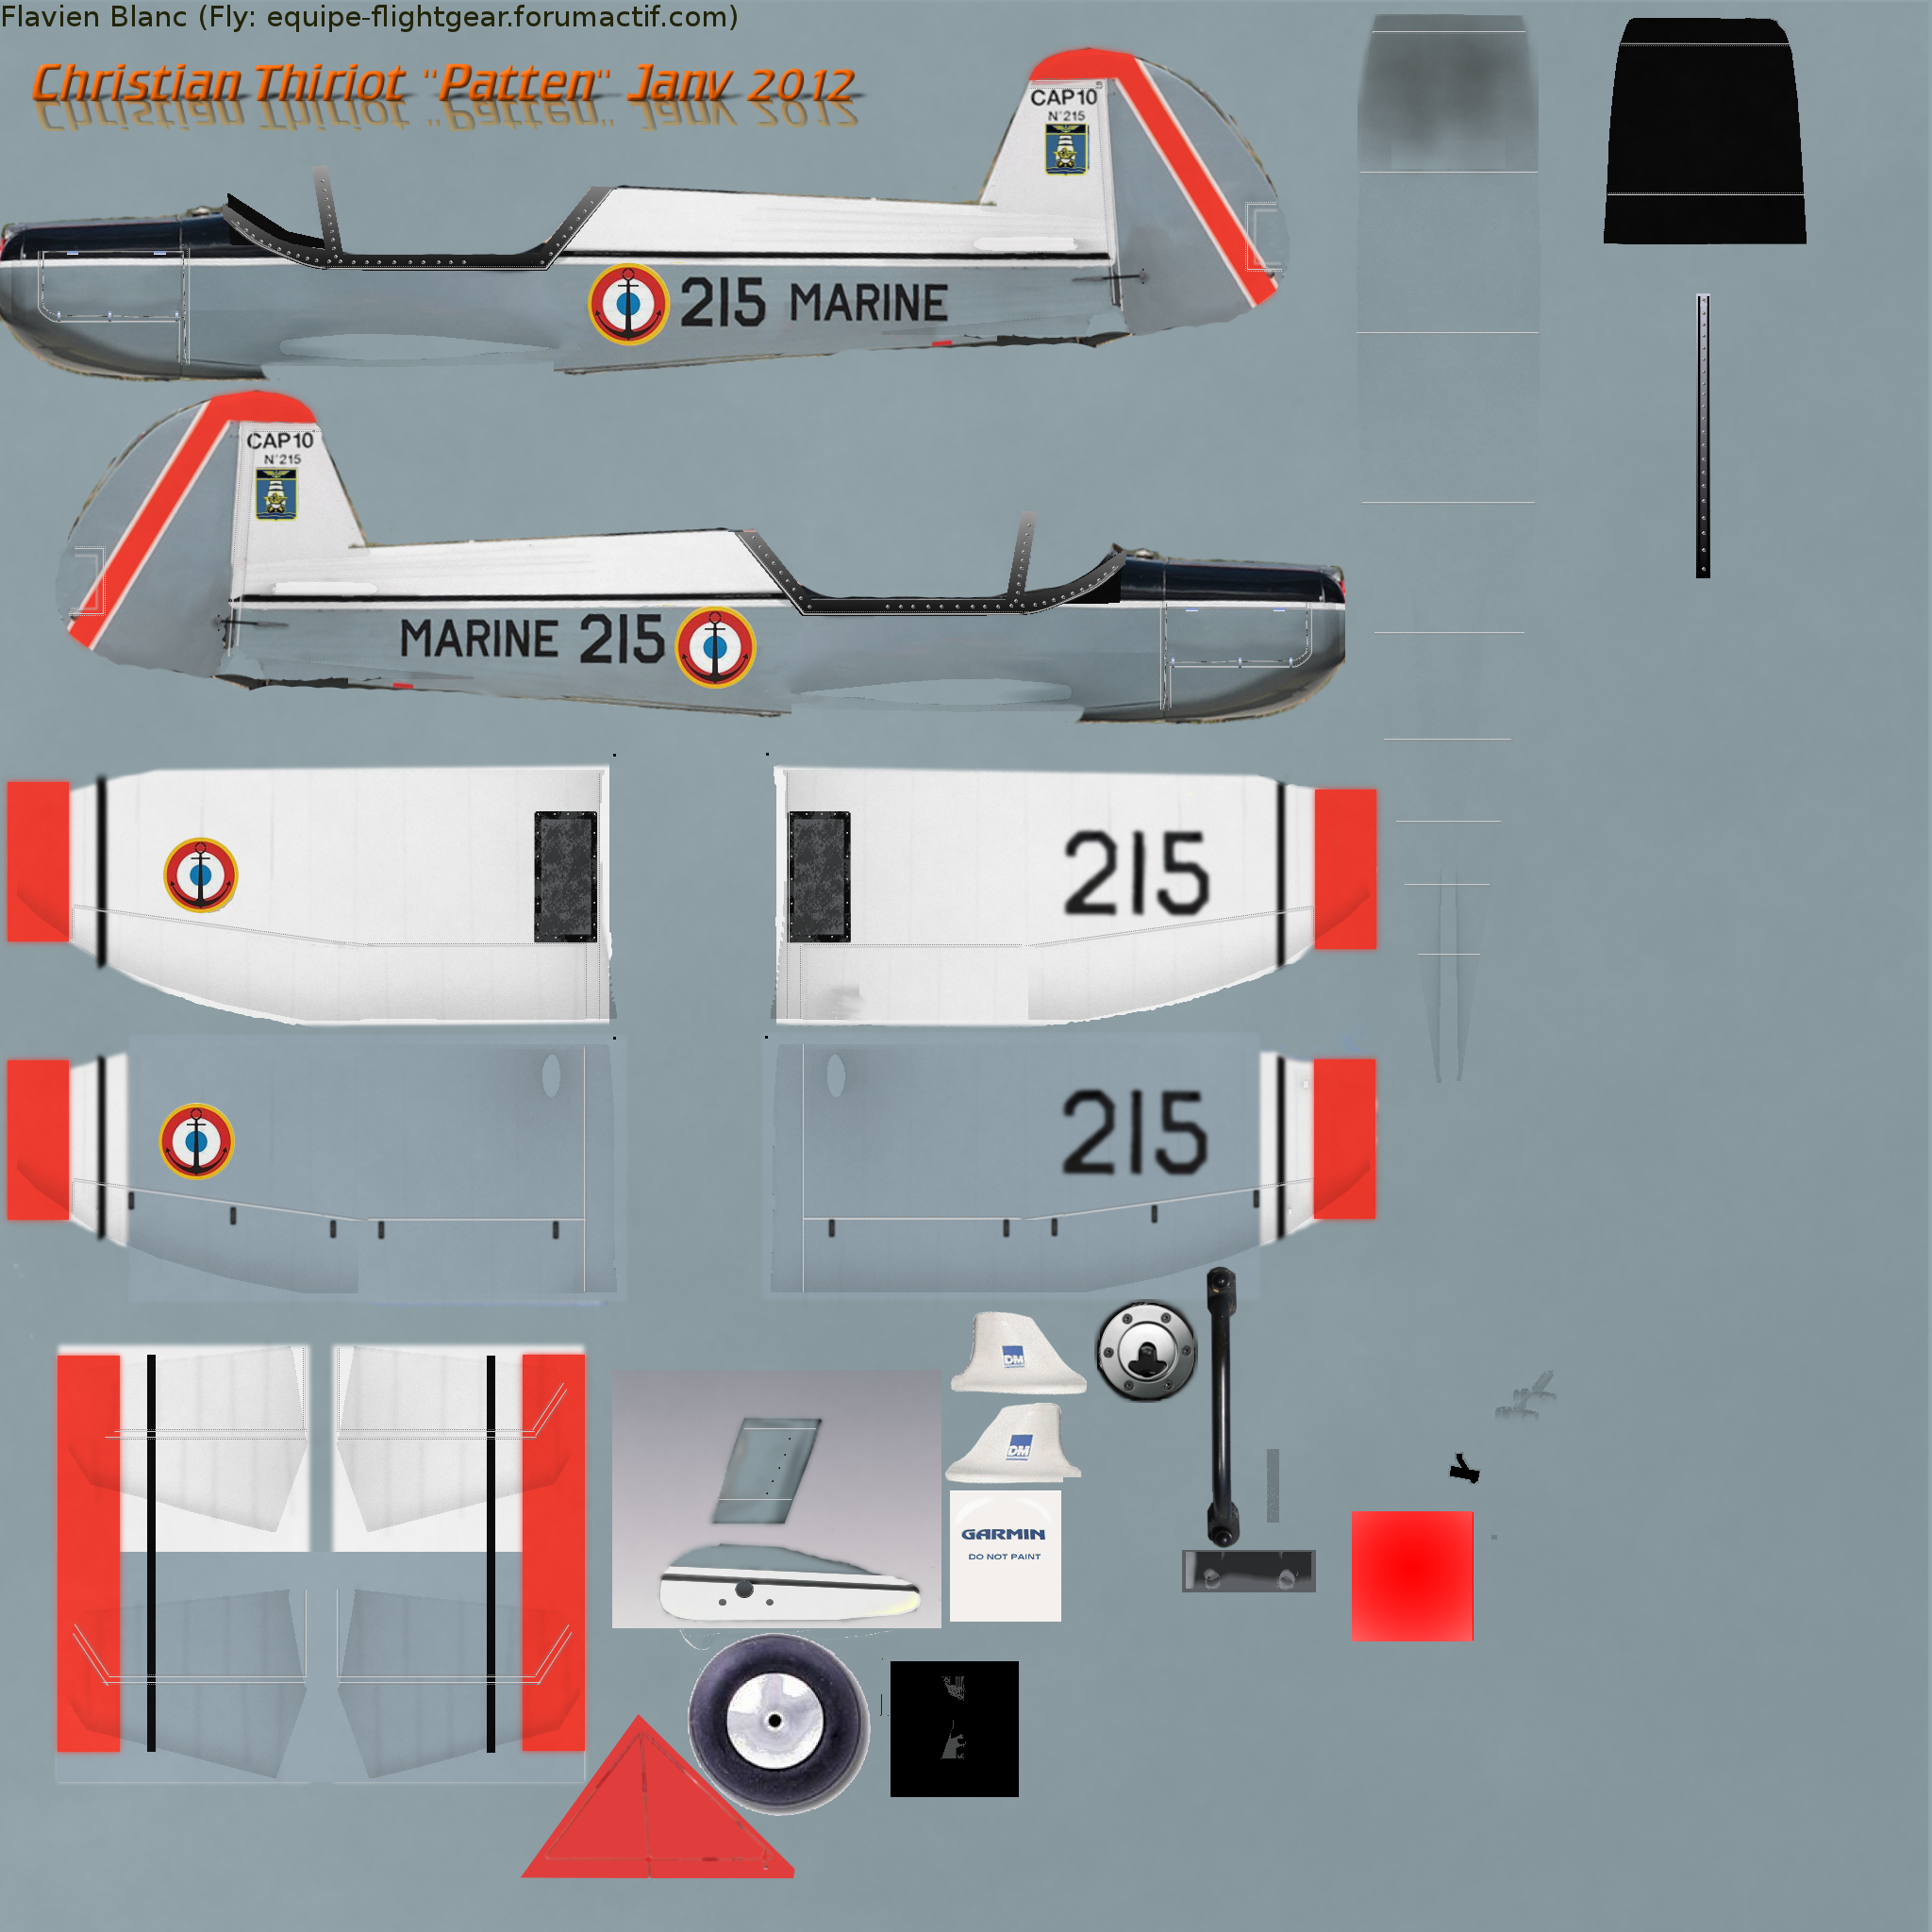 Flavien Blanc (Fly: equipe-flightgear.forumactif.com)
Christian Thiriot "Patten" Janv 2012
CAP10
N°215
215 MARINE
CAP10
N°215
MARINE 215
215
215
DM
DM
GARMIN
DO NOT PAINT